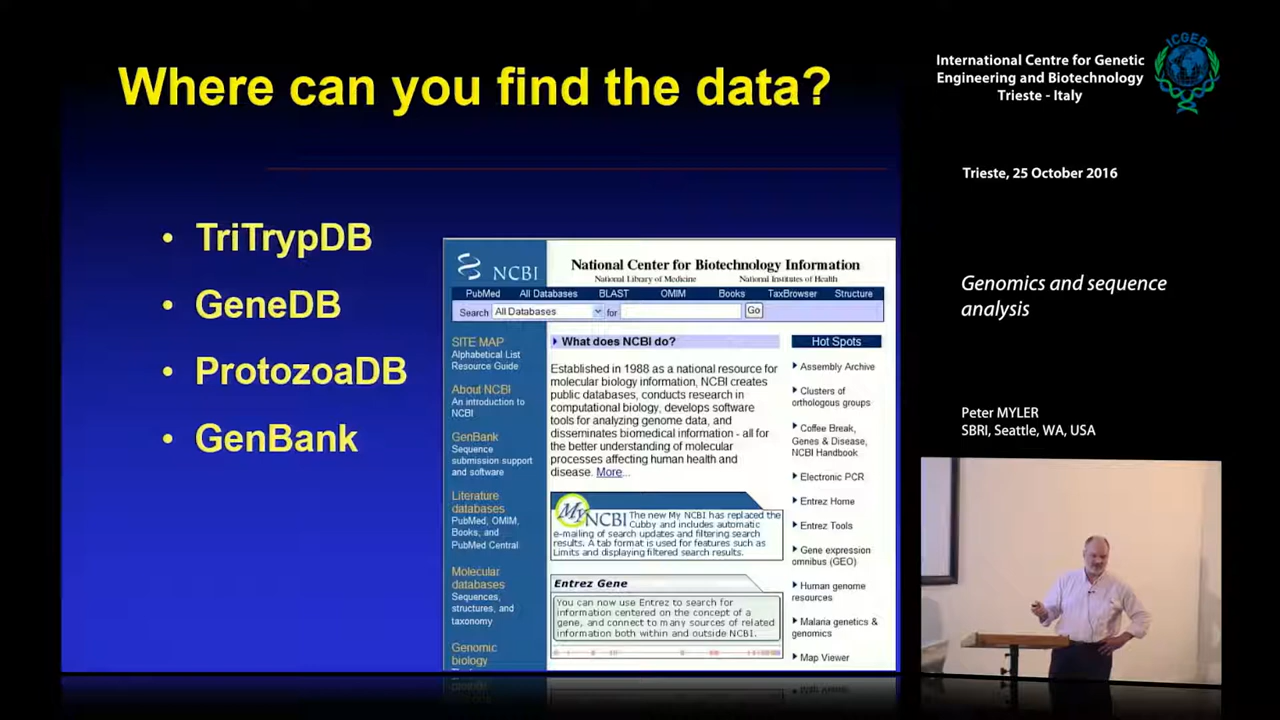 Where can you find the data?
• TriTrypDB
• GeneDB
• ProtozoaDB
• GenBank
NCBI
National Center for Biotechnology Information
National Library of Medicine National Institutes of Health
PubMed All Databases BLAST OMIM Books TaxBrowser Structure
Search All Databases for Go
SITE MAP
Alphabetical List
Resource Guide
About NCBI
An introduction to
NCBI
GenBank
Sequence
submission support
and software
Literature
databases
PubMed, OMIM,
Books, and
PubMed Central
Molecular
databases
Sequences,
structures, and
taxonomy
Genomic
biology
What does NCBI do?
Established in 1988 as a national resource for
molecular biology information, NCBI creates
public databases, conducts research in
computational biology, develops software
tools for analyzing genome data, and
disseminates biomedical information - all for
the better understanding of molecular
processes affecting human health and
disease. More...
My NCBI The new My NCBI has replaced the
Cubby and includes automatic
e-mailing of search updates and filtering search
results. A tab format is used for features such as
Limits and displaying filtered search results.
Entrez Gene
You can now use Entrez to search for
information centered on the concept of a
gene, and connect to many sources of related
information both within and outside NCBI.
Hot Spots
Assembly Archive
Clusters of
orthologous groups
Coffee Break,
Genes & Disease,
NCBI Handbook
Electronic PCR
Entrez Home
Entrez Tools
Gene expression
omnibus (GEO)
Human genome
resources
Malaria genetics &
genomics
Map Viewer
International Centre for Genetic
Engineering and Biotechnology
Trieste - Italy
ICGEB
Trieste, 25 October 2016
Genomics and sequence
analysis
Peter MYLER
SBRI, Seattle, WA, USA